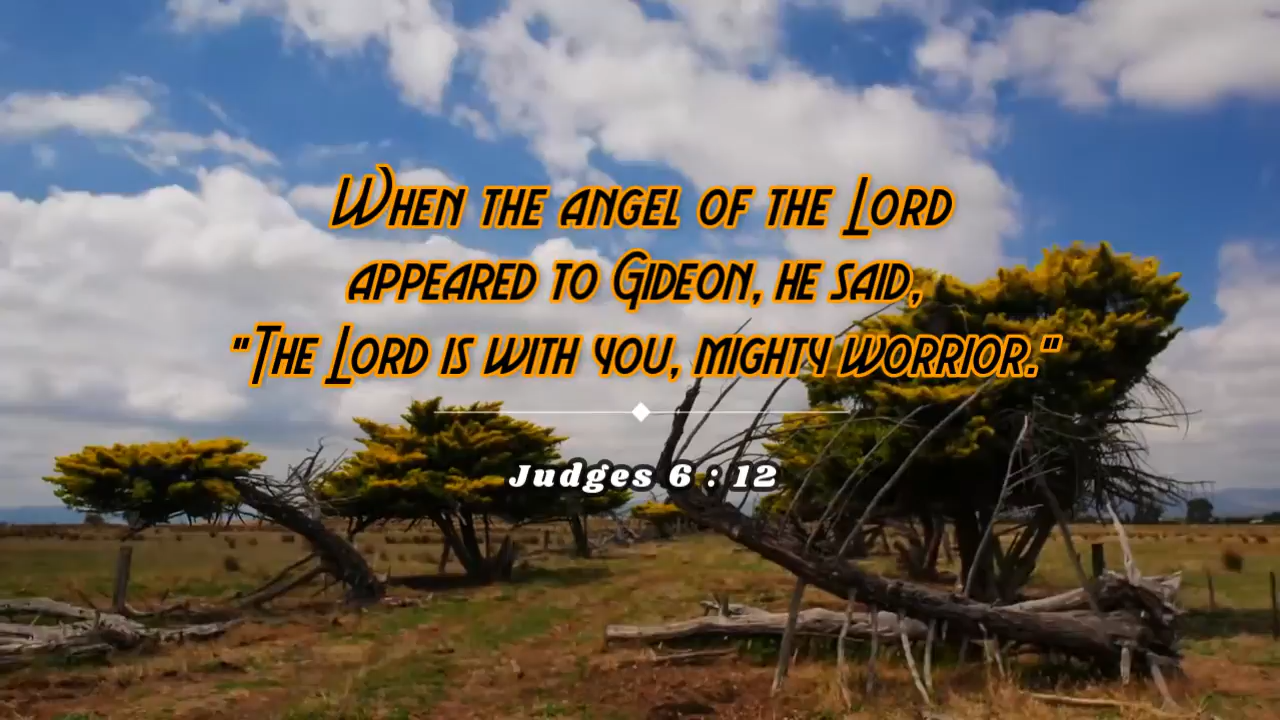 When the angel of the Lord
appeared to Gideon, he said,
"The Lord is with you, mighty worrior."
Judges 6 : 12